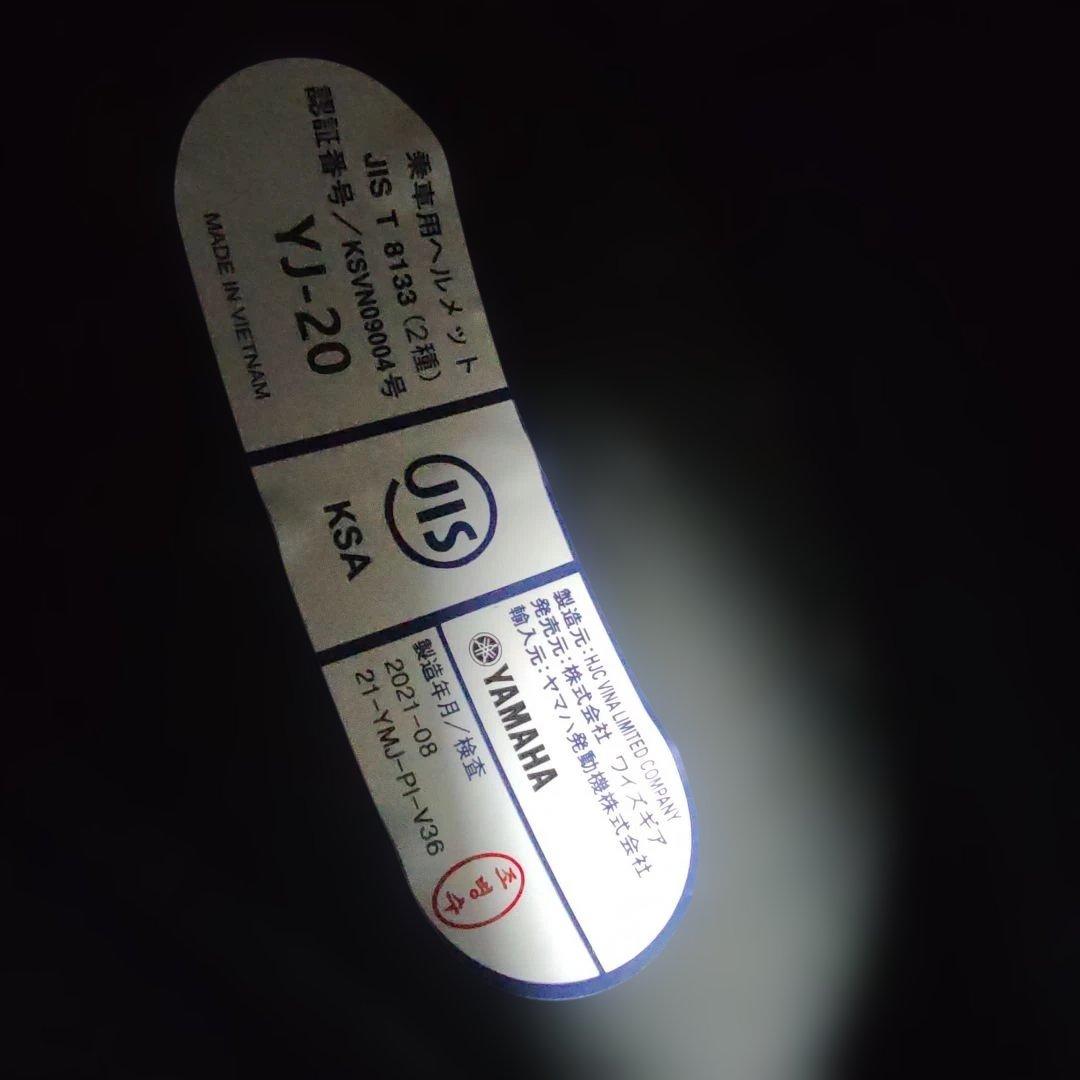 乗車用ヘルメット
JIS T 8133（2種）
認証番号／KSVN09004号
YJ-20
MADE IN VIETNAM
JIS
KSA
製造元：HJC VINA LIMITED COMPANY
発売元：株式会社 ワイズギア
輸入元：ヤマハ発動機株式会社
YAMAHA
製造年月／検査
2021-08
21-YMJ-PI-V36
조명수